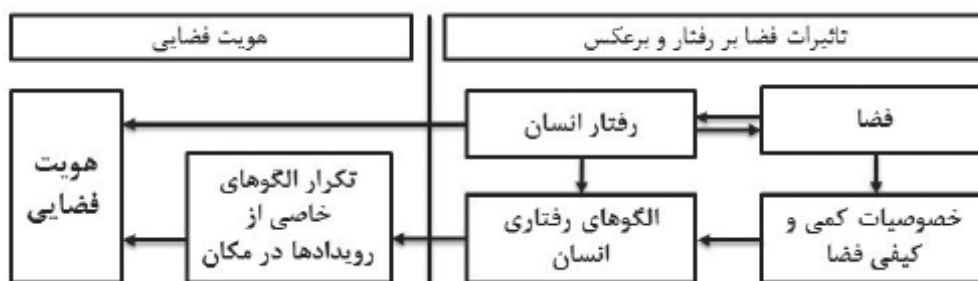 تاثیرات فضا بر رفتار و برعکس
هویت فضایی
فضا
رفتار انسان
خصوصیات کمی و
کیفی فضا
الگوهای رفتاری
انسان
تکرار الگوهای
خاصی از
رویدادها در مکان
هویت
فضایی